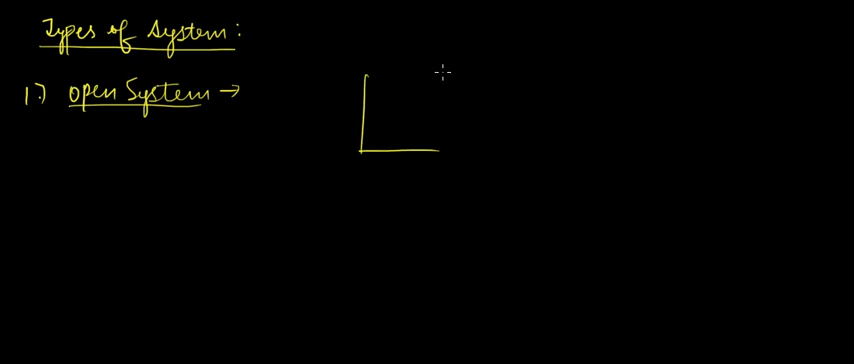 Types of System:
1.) open System →